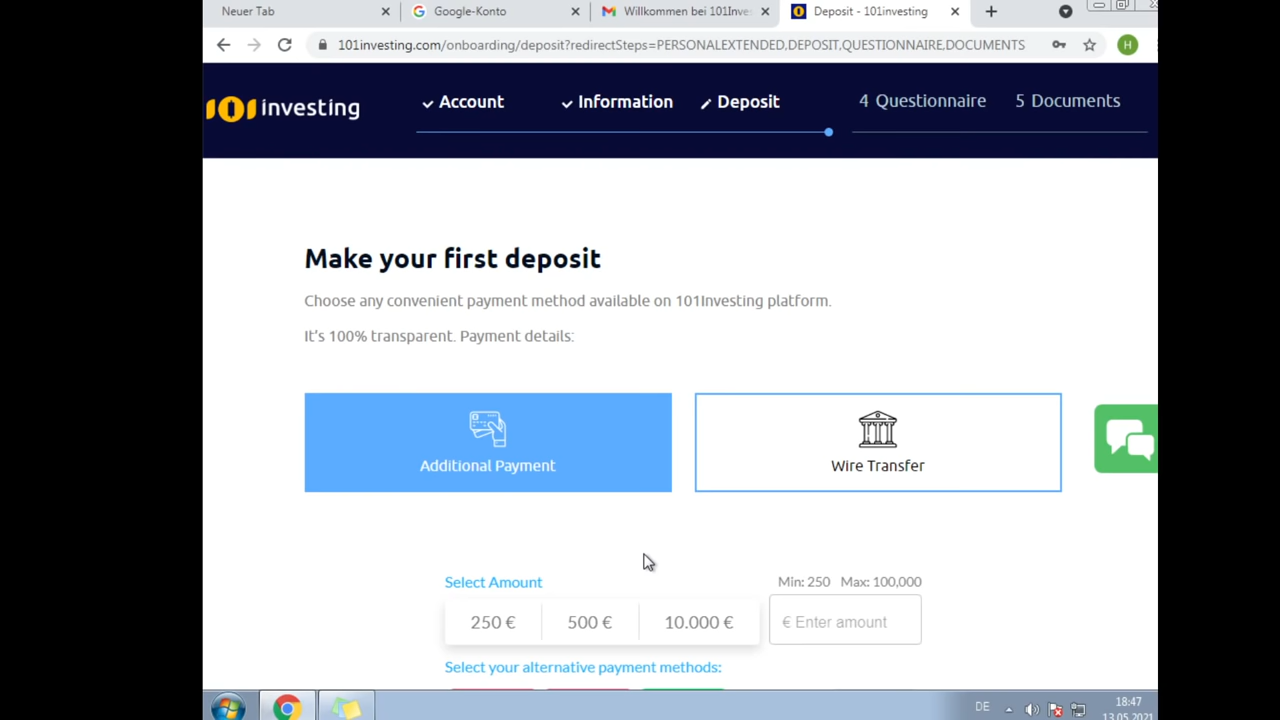 Neuer Tab
Google-Konto
Willkommen bei 101Inve
Deposit - 101investing
101investing.com/onboarding/deposit?redirectSteps=PERSONALEXTENDED,DEPOSIT,QUESTIONNAIRE,DOCUMENTS
H
101 investing
Account
Information
Deposit
4 Questionnaire
5 Documents
Make your first deposit
Choose any convenient payment method available on 101Investing platform.
It's 100% transparent. Payment details:
Additional Payment
Wire Transfer
Select Amount
Min: 250 Max: 100,000
250 €
500 €
10.000 €
€ Enter amount
Select your alternative payment methods:
DE
18:47
13.05.2021